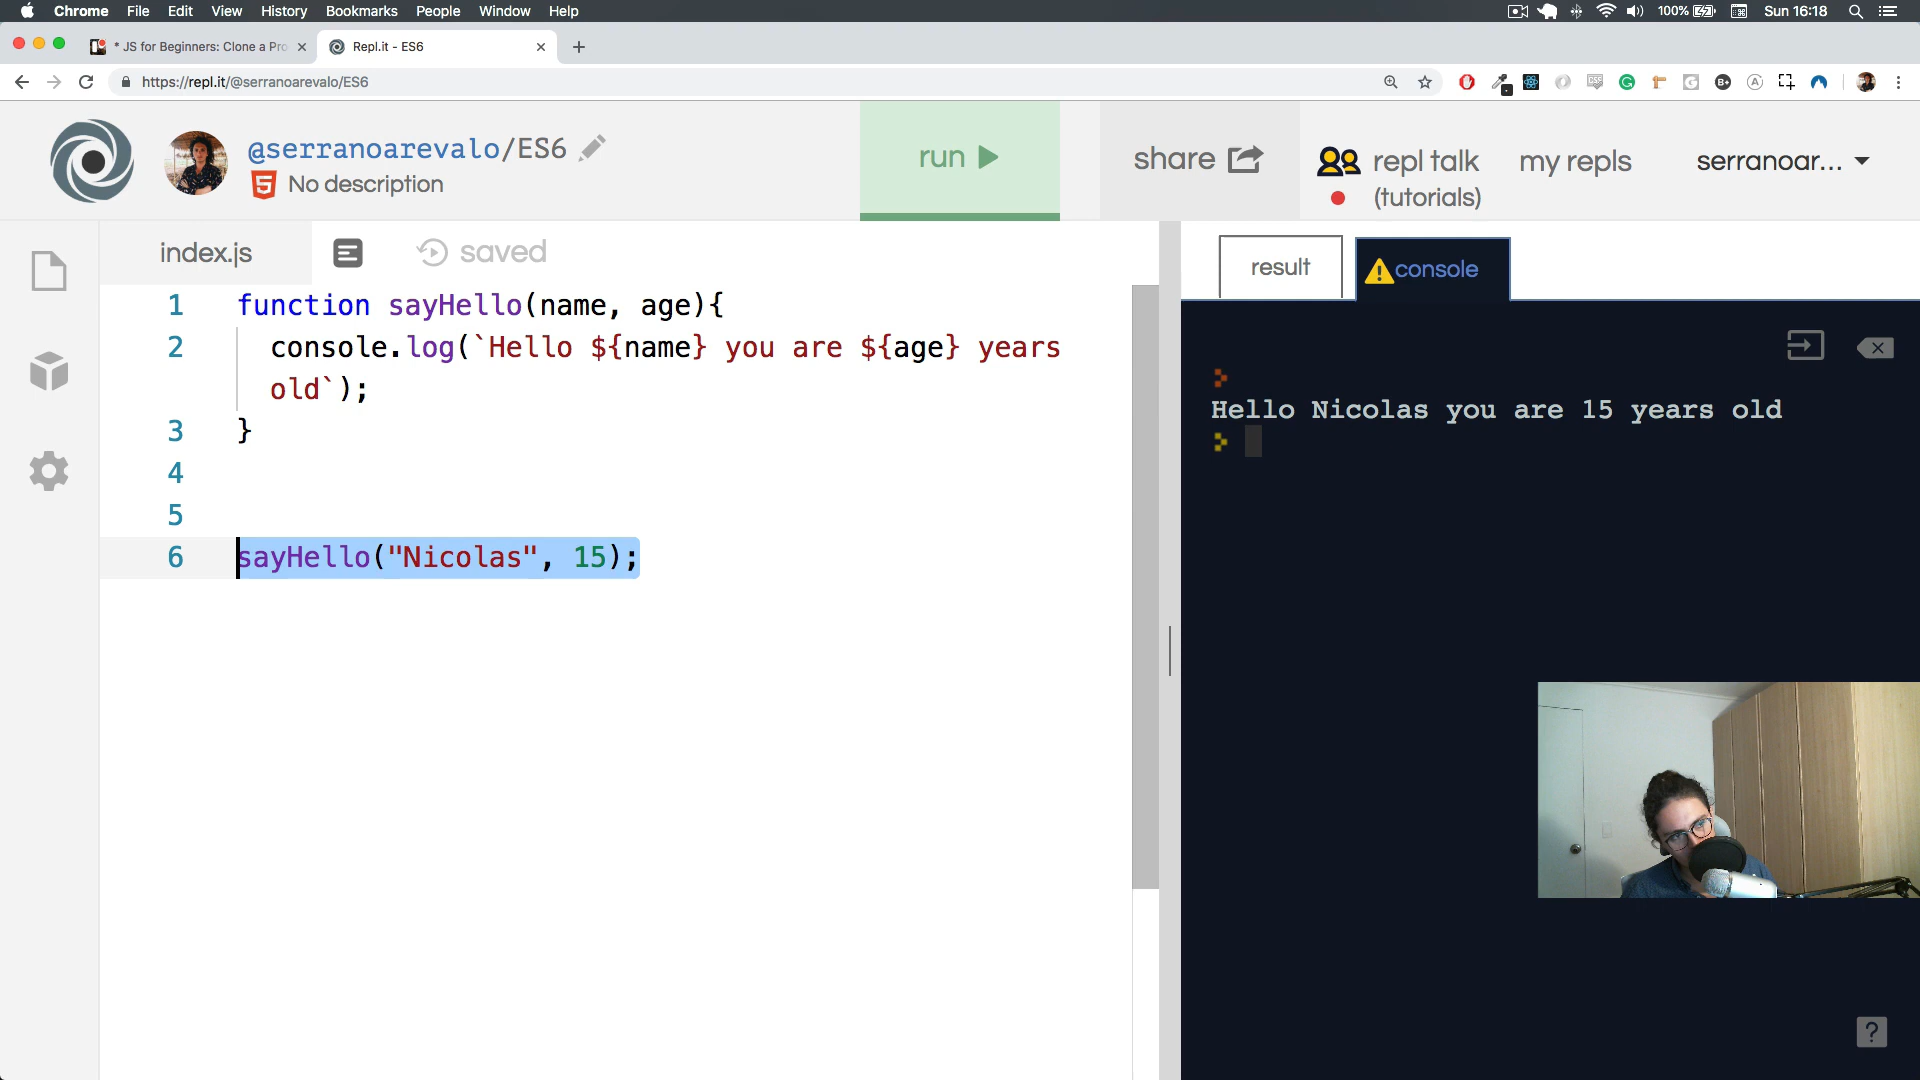 Chrome File Edit View History Bookmarks People Window Help 100% Sun 16:18
* JS for Beginners: Clone a Pro Repl.it - ES6
https://repl.it/@serranoarevalo/ES6
@serranoarevalo/ES6
No description
run
share
repl talk
(tutorials)
my repls
serranoar...
index.js
saved
result
console
1 function sayHello(name, age){
2 console.log(`Hello ${name} you are ${age} years
old`);
3 }
4
5
6 sayHello("Nicolas", 15);
>
Hello Nicolas you are 15 years old
>
?